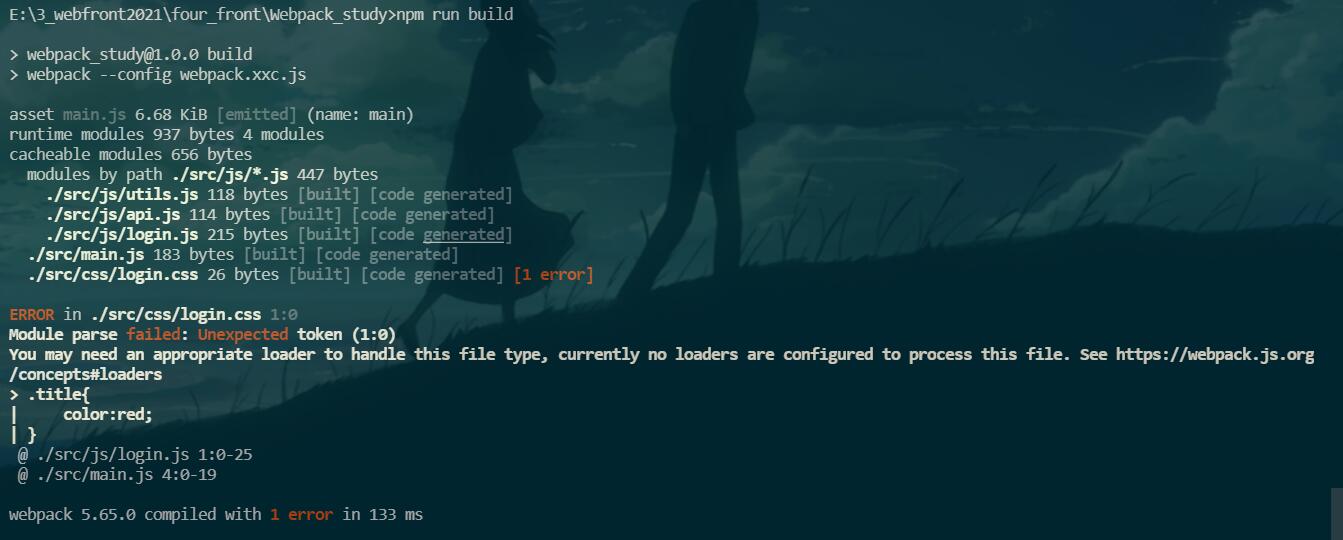 E:\3_webfront2021\four_front\Webpack_study>npm run build
> webpack_study@1.0.0 build
> webpack --config webpack.xxc.js
asset main.js 6.68 KiB [emitted] (name: main)
runtime modules 937 bytes 4 modules
cacheable modules 656 bytes
  modules by path ./src/js/*.js 447 bytes
    ./src/js/utils.js 118 bytes [built] [code generated]
    ./src/js/api.js 114 bytes [built] [code generated]
    ./src/js/login.js 215 bytes [built] [code generated]
  ./src/main.js 183 bytes [built] [code generated]
  ./src/css/login.css 26 bytes [built] [code generated] [1 error]
ERROR in ./src/css/login.css 1:0
Module parse failed: Unexpected token (1:0)
You may need an appropriate loader to handle this file type, currently no loaders are configured to process this file. See https://webpack.js.org
/concepts#loaders
> .title{
|     color:red;
| }
 @ ./src/js/login.js 1:0-25
 @ ./src/main.js 4:0-19
webpack 5.65.0 compiled with 1 error in 133 ms